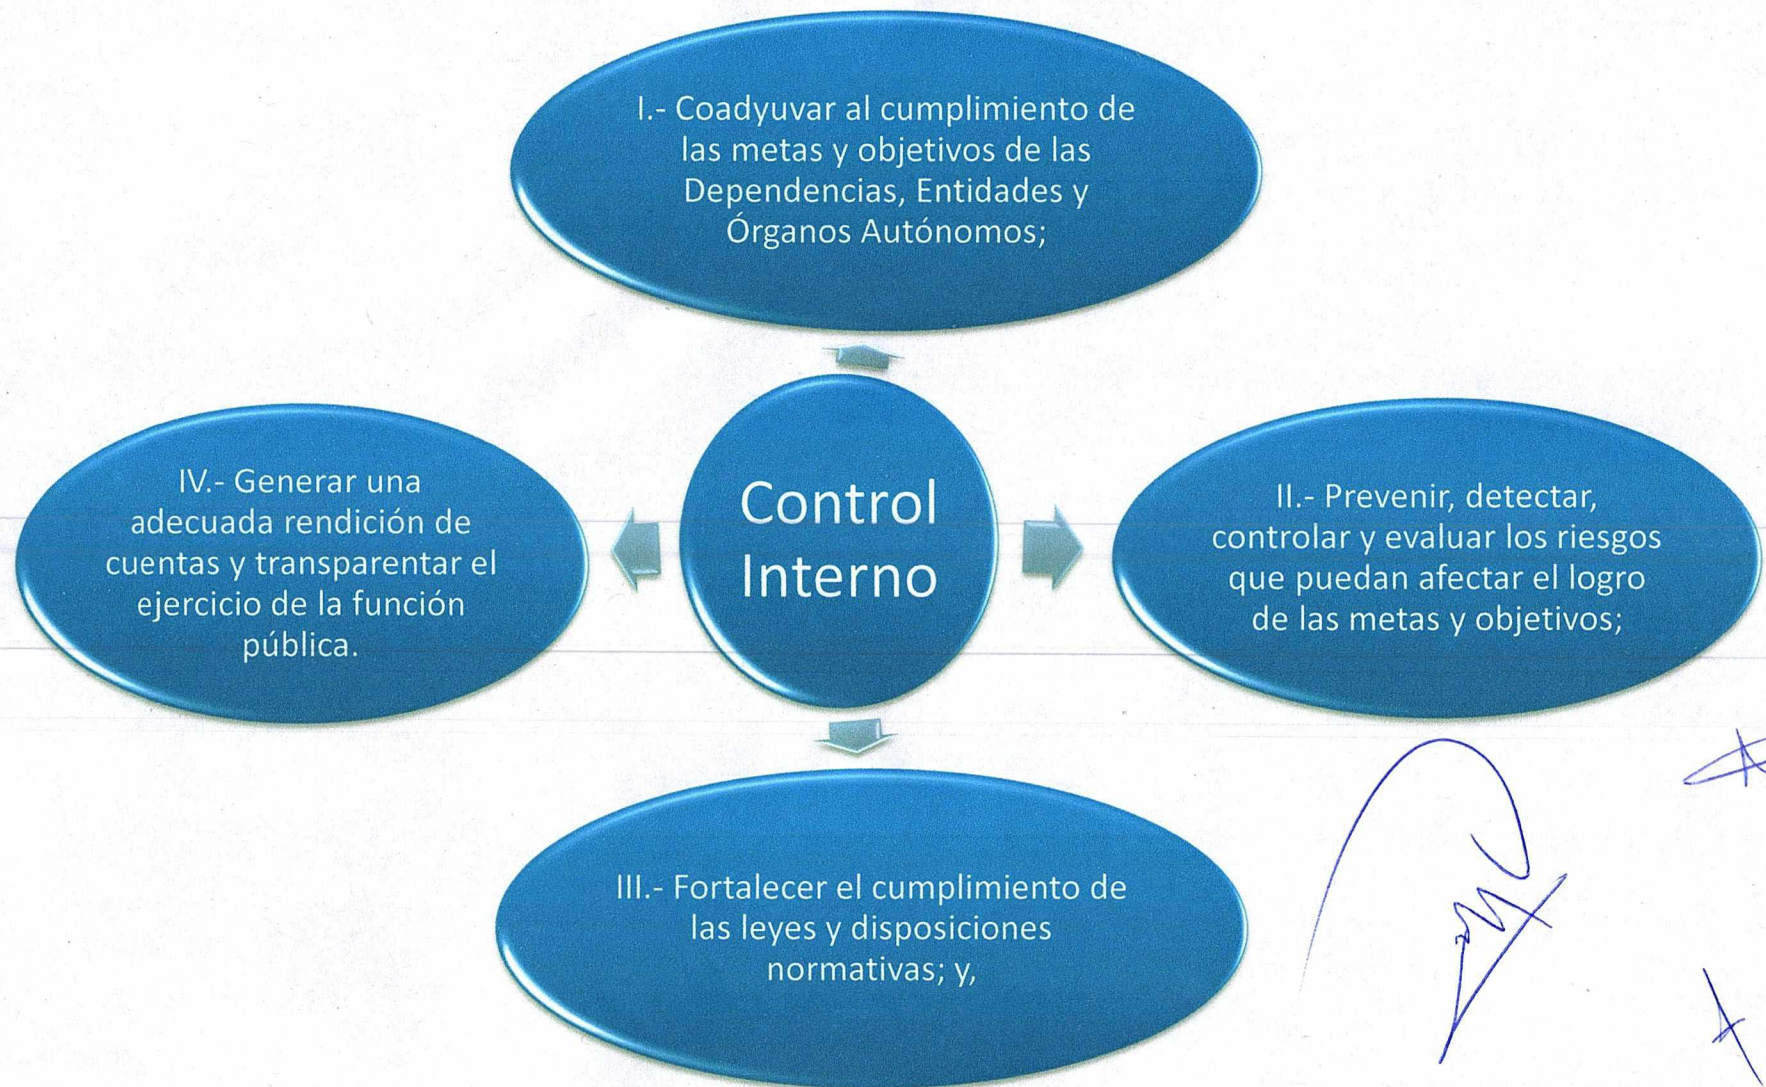 I.- Coadyuvar al cumplimiento de
las metas y objetivos de las
Dependencias, Entidades y
Órganos Autónomos;
Control
Interno
II.- Prevenir, detectar,
controlar y evaluar los riesgos
que puedan afectar el logro
de las metas y objetivos;
III.- Fortalecer el cumplimiento de
las leyes y disposiciones
normativas; y,
IV.- Generar una
adecuada rendición de
cuentas y transparentar el
ejercicio de la función
pública.